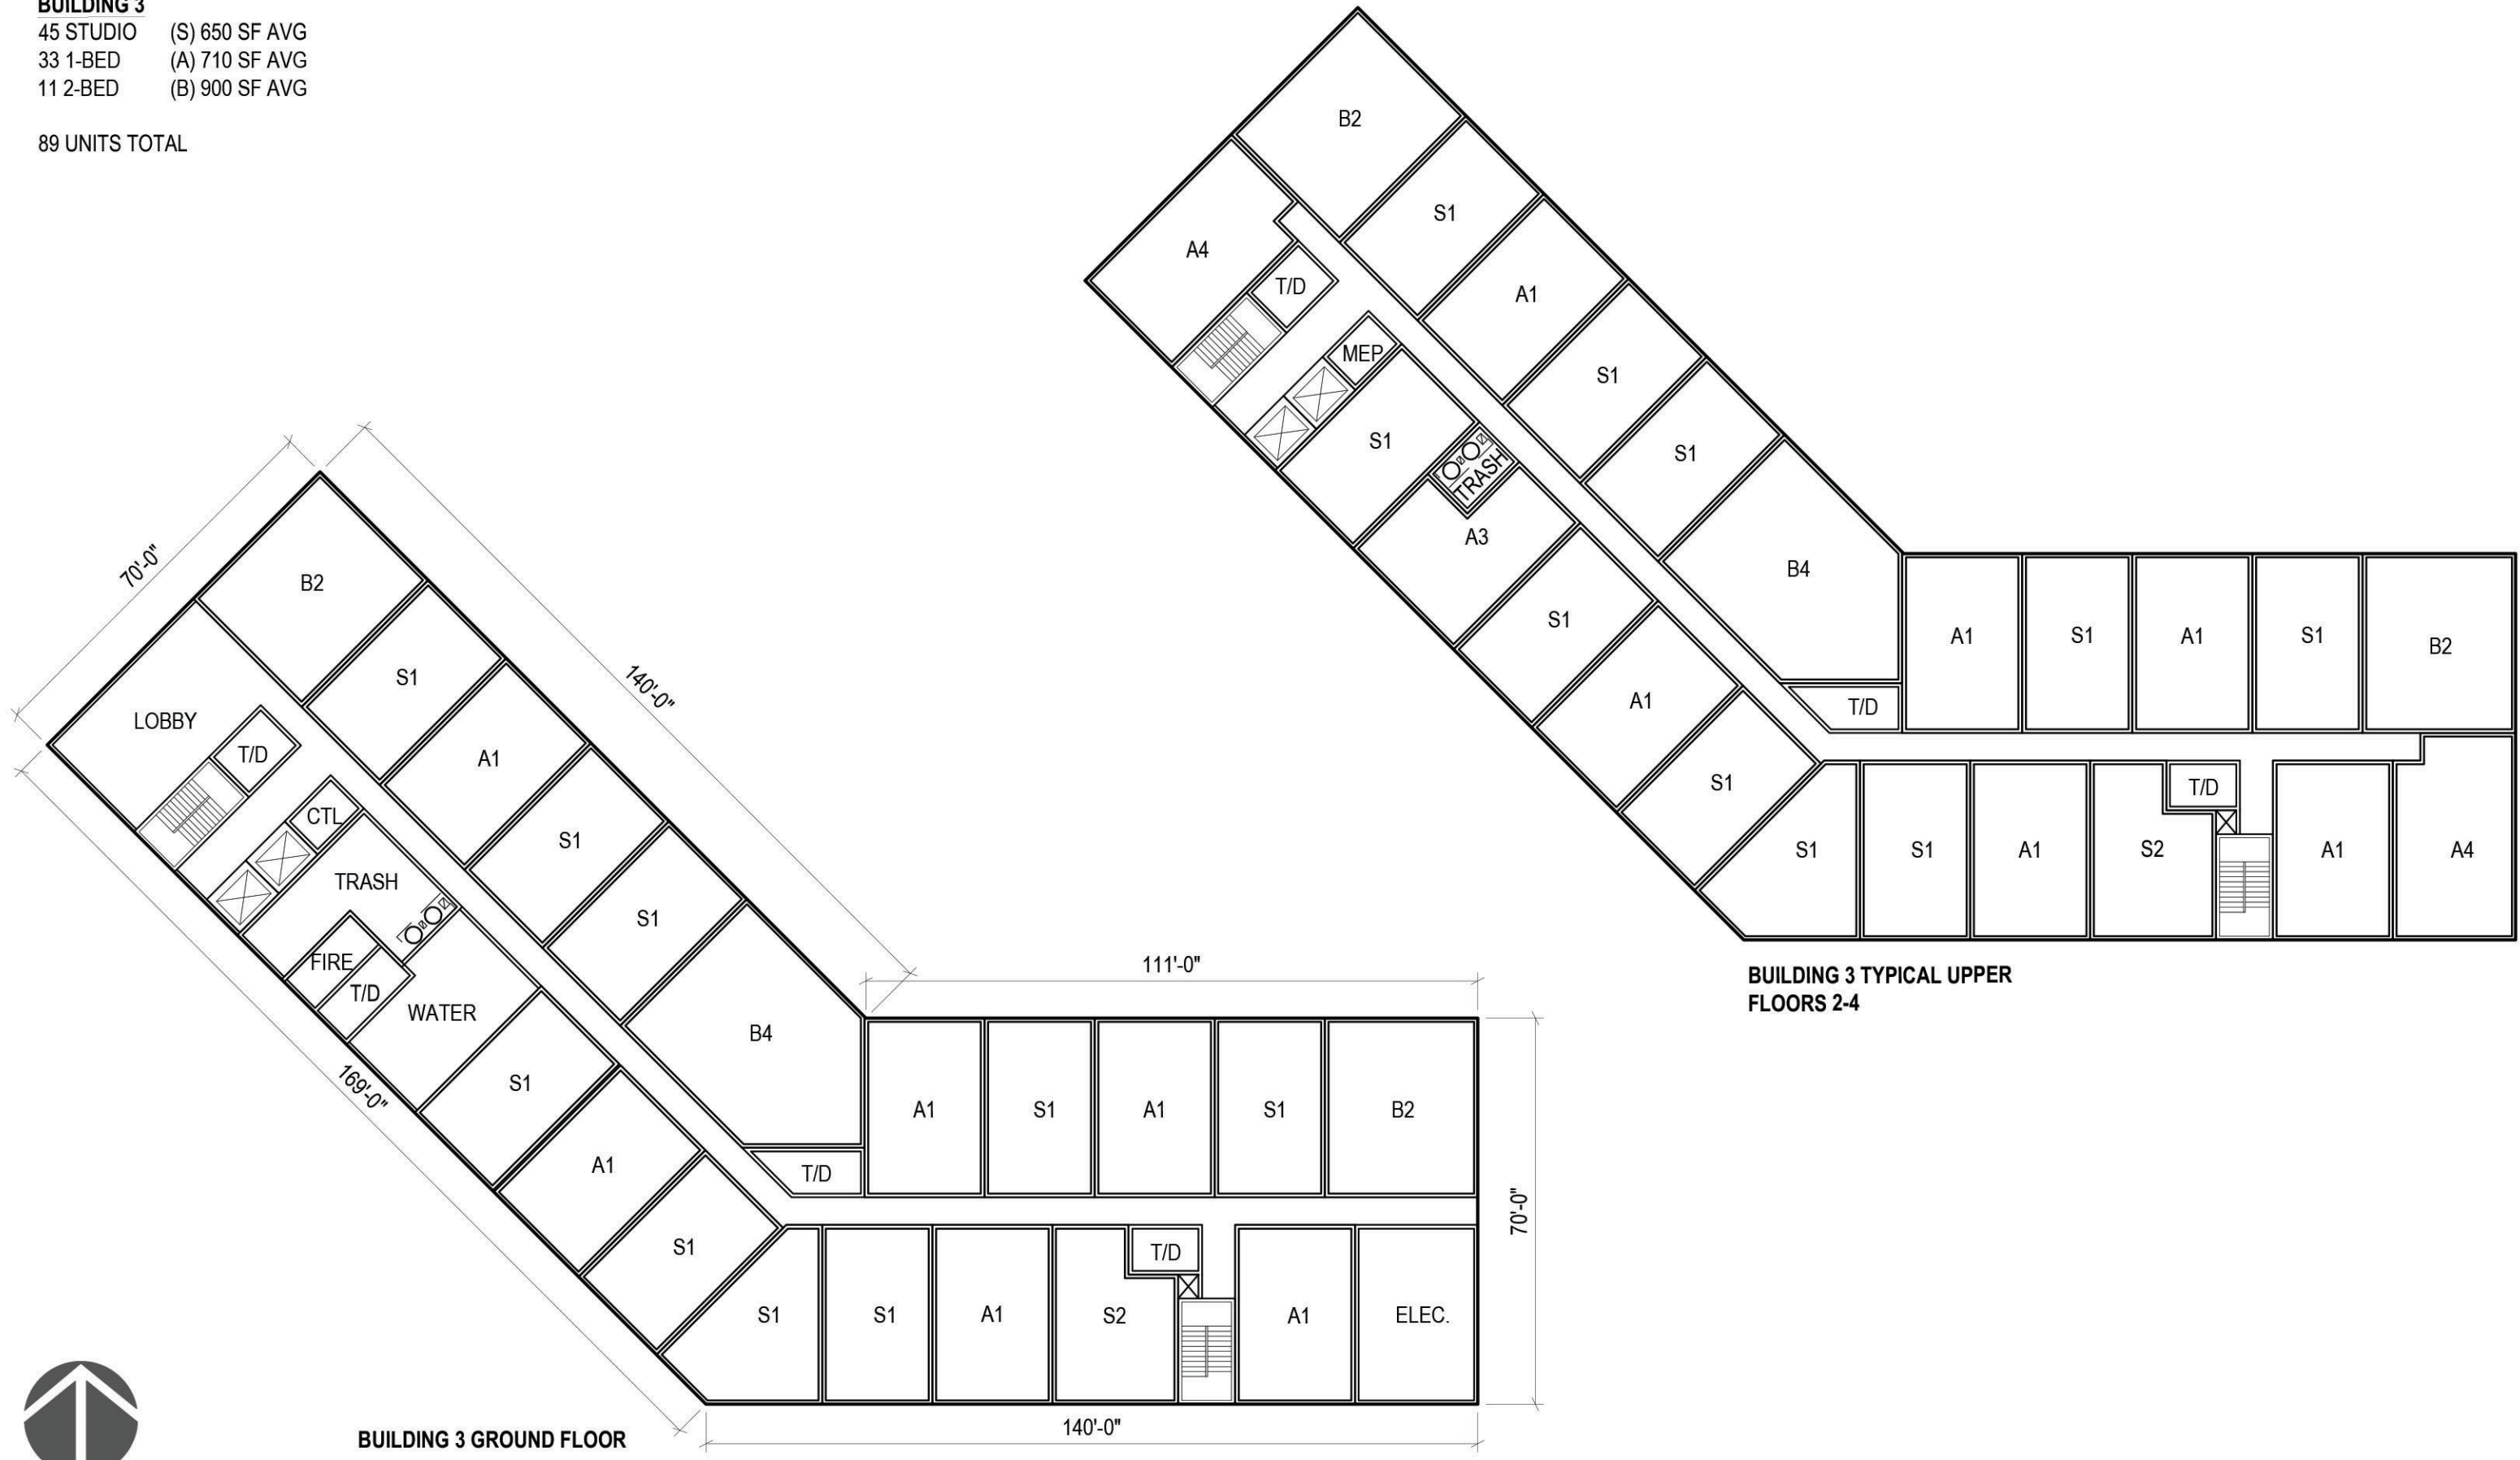 BUILDING 3
45 STUDIO (S) 650 SF AVG
33 1-BED (A) 710 SF AVG
11 2-BED (B) 900 SF AVG
89 UNITS TOTAL
B2
S1
A4
T/D
A1
MEP
S1
S1
S1
TRASH
A3
B4
S1
A1
S1
A1
S1
B2
A1
T/D
S1
T/D
S1
S1
A1
S2
A1
A4
BUILDING 3 TYPICAL UPPER
FLOORS 2-4
70'-0"
140'-0"
B2
S1
LOBBY
T/D
A1
CTL
S1
TRASH
S1
FIRE
T/D
WATER
B4
111'-0"
169'-0"
S1
A1
S1
A1
S1
B2
A1
T/D
70'-0"
S1
T/D
S1
S1
A1
S2
A1
ELEC.
140'-0"
BUILDING 3 GROUND FLOOR